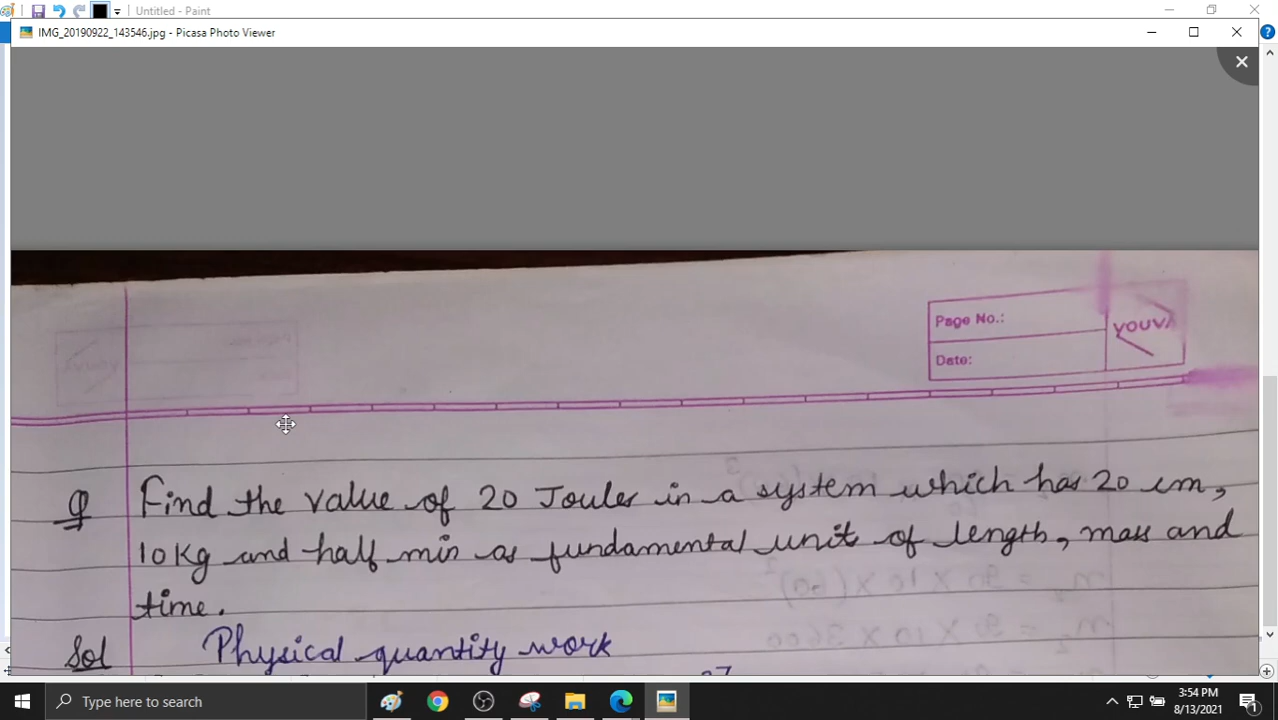 Untitled - Paint
IMG_20190922_143546.jpg - Picasa Photo Viewer
Page No.:
Date:
YOUVA
Q Find the value of 20 Joules in a system which has 20 cm,
10 Kg and half min as fundamental unit of length, mass and
time.
Sol Physical quantity work
Type here to search
3:54 PM
8/13/2021
1